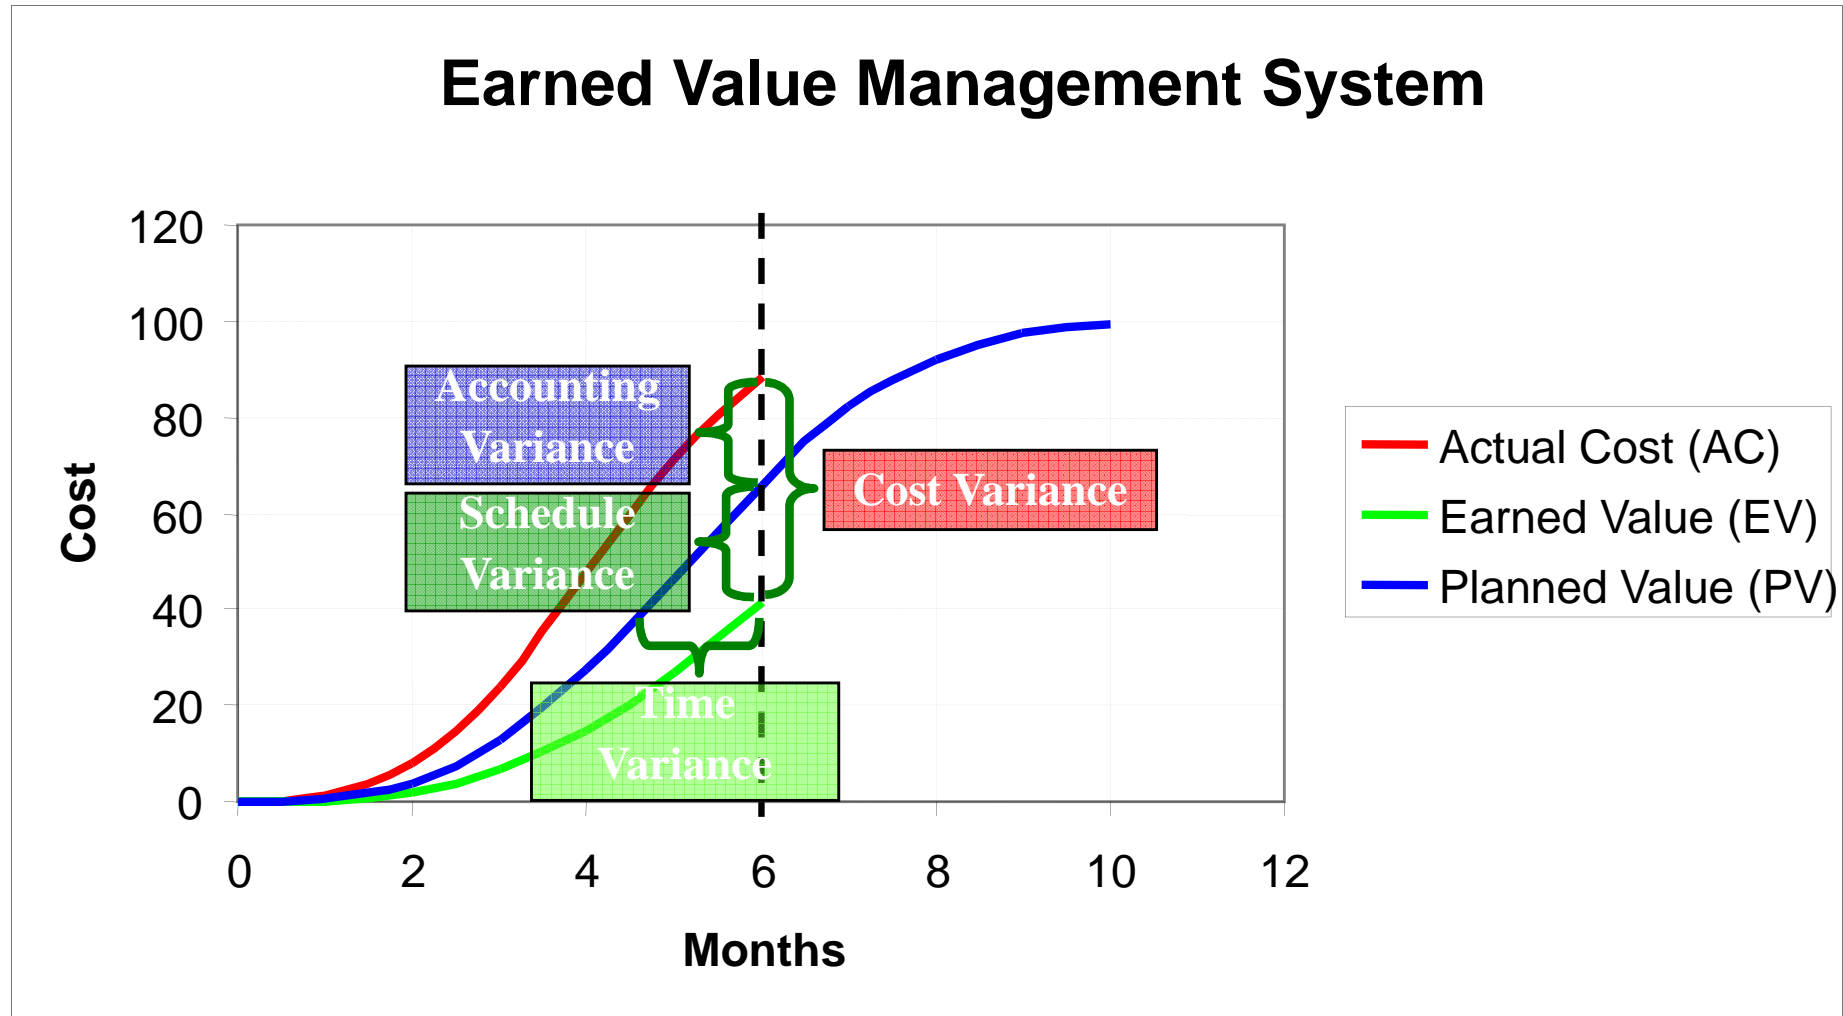 Earned Value Management System
120
100
80
60
40
20
0
Cost
Accounting
Variance
Schedule
Variance
Cost Variance
Time
Variance
0 2 4 6 8 10 12
Months
Actual Cost (AC)
Earned Value (EV)
Planned Value (PV)